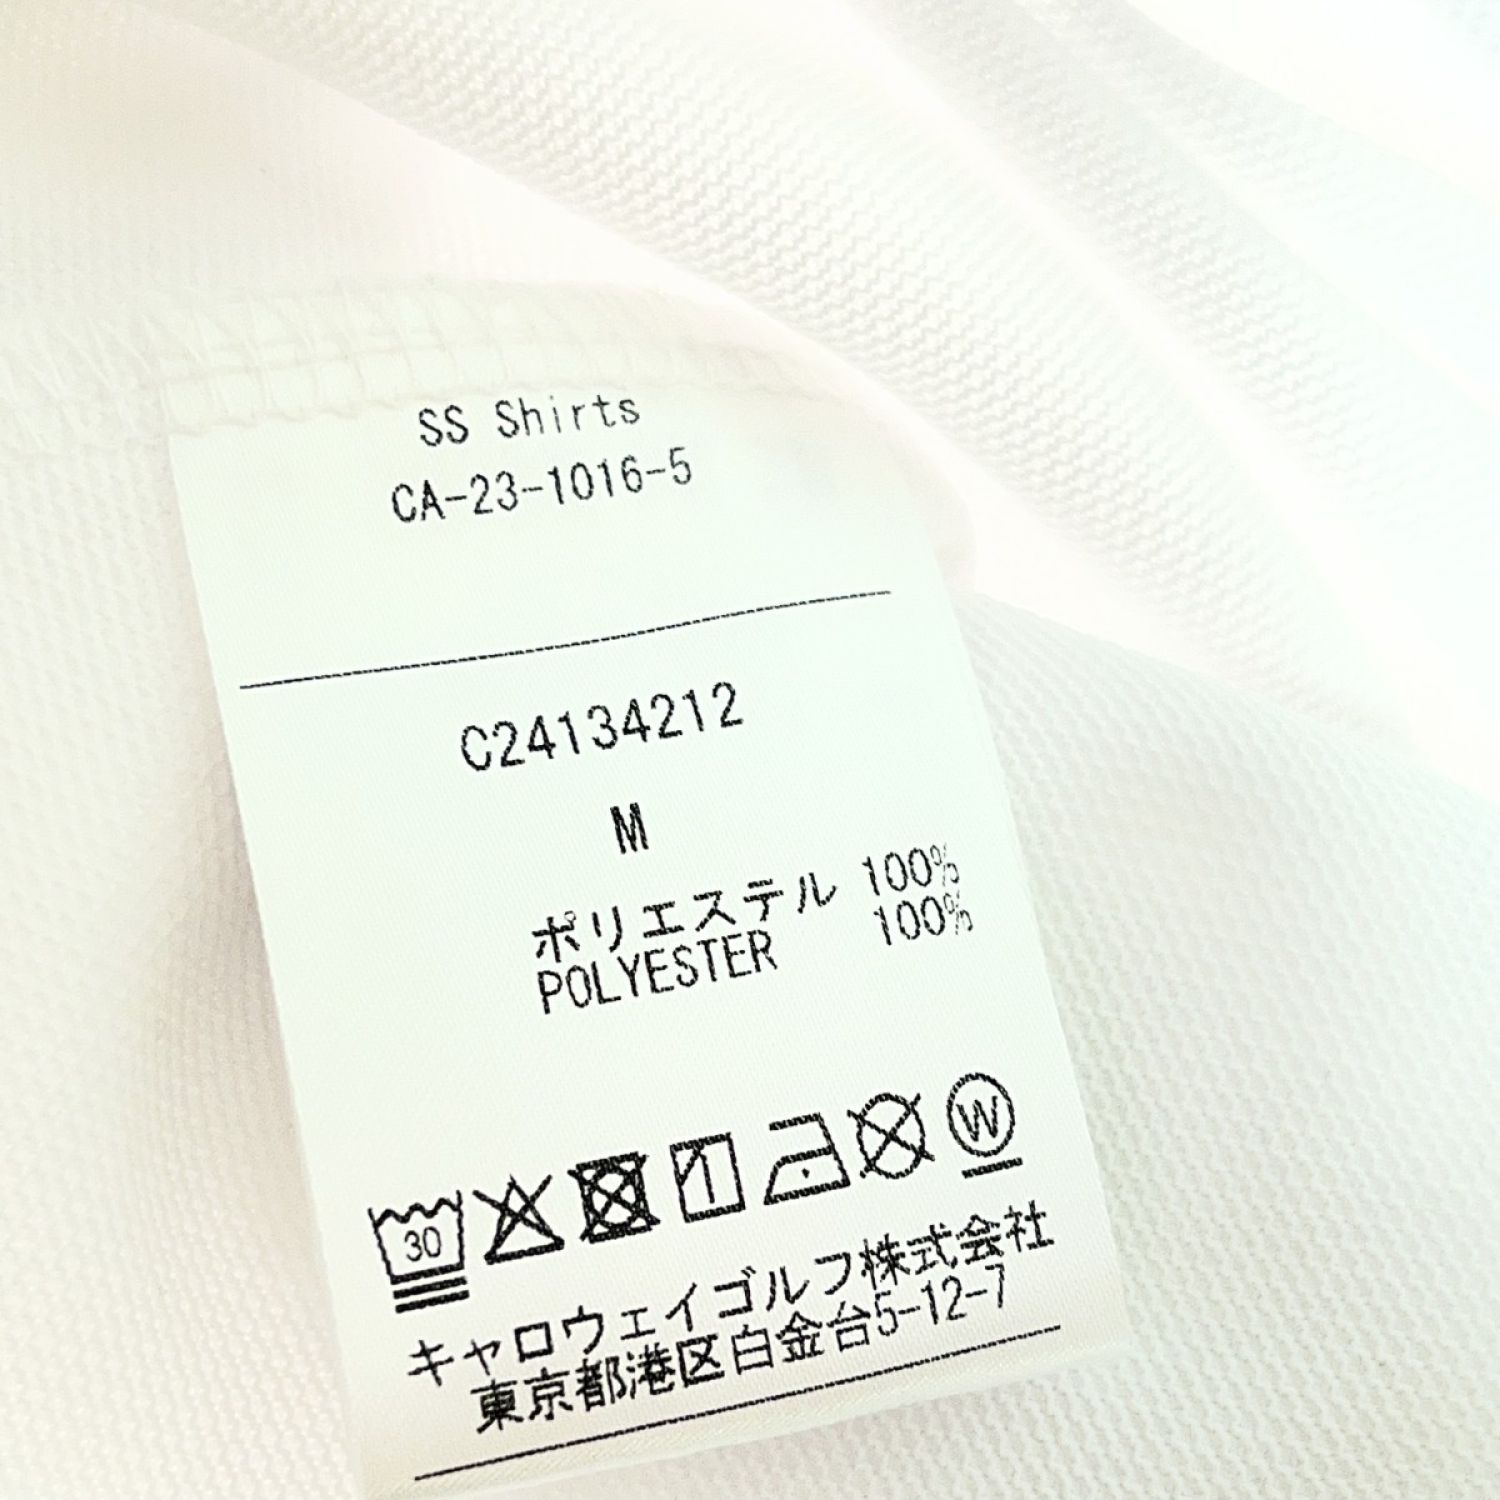 SS Shirts
CA-23-1016-5
C24134212
M
ポリエステル 100%
POLYESTER 100%
30
W
キャロウェイゴルフ株式会社
東京都港区白金台5-12-7